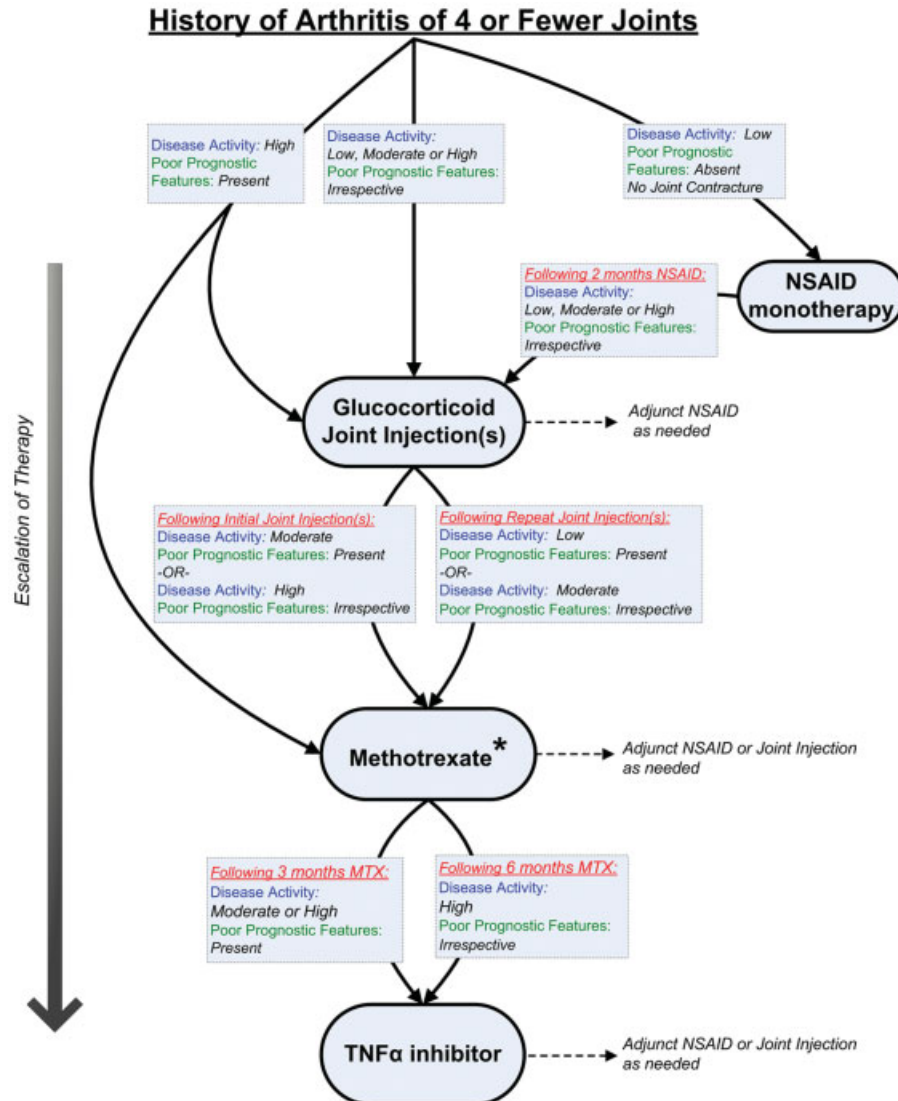 History of Arthritis of 4 or Fewer Joints
Disease Activity: High
Poor Prognostic
Features: Present
Disease Activity:
Low, Moderate or High
Poor Prognostic Features:
Irrespective
Disease Activity: Low
Poor Prognostic
Features: Absent
No Joint Contracture
NSAID
monotherapy
Following 2 months NSAID:
Disease Activity:
Low, Moderate or High
Poor Prognostic Features:
Irrespective
Glucocorticoid
Joint Injection(s)
Adjunct NSAID
as needed
Escalation of Therapy
Following Initial Joint Injection(s):
Disease Activity: Moderate
Poor Prognostic Features: Present
-OR-
Disease Activity: High
Poor Prognostic Features: Irrespective
Following Repeat Joint Injection(s):
Disease Activity: Low
Poor Prognostic Features: Present
-OR-
Disease Activity: Moderate
Poor Prognostic Features: Irrespective
Methotrexate*
Adjunct NSAID or Joint Injection
as needed
Following 3 months MTX:
Disease Activity:
Moderate or High
Poor Prognostic Features:
Present
Following 6 months MTX:
Disease Activity:
High
Poor Prognostic Features:
Irrespective
TNFα inhibitor
Adjunct NSAID or Joint Injection
as needed